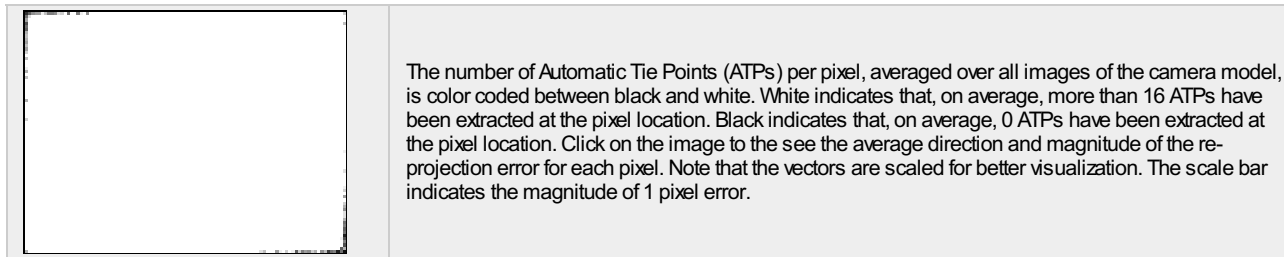 The number of Automatic Tie Points (ATPs) per pixel, averaged over all images of the camera model,
is color coded between black and white. White indicates that, on average, more than 16 ATPs have
been extracted at the pixel location. Black indicates that, on average, 0 ATPs have been extracted at
the pixel location. Click on the image to the see the average direction and magnitude of the re-
projection error for each pixel. Note that the vectors are scaled for better visualization. The scale bar
indicates the magnitude of 1 pixel error.